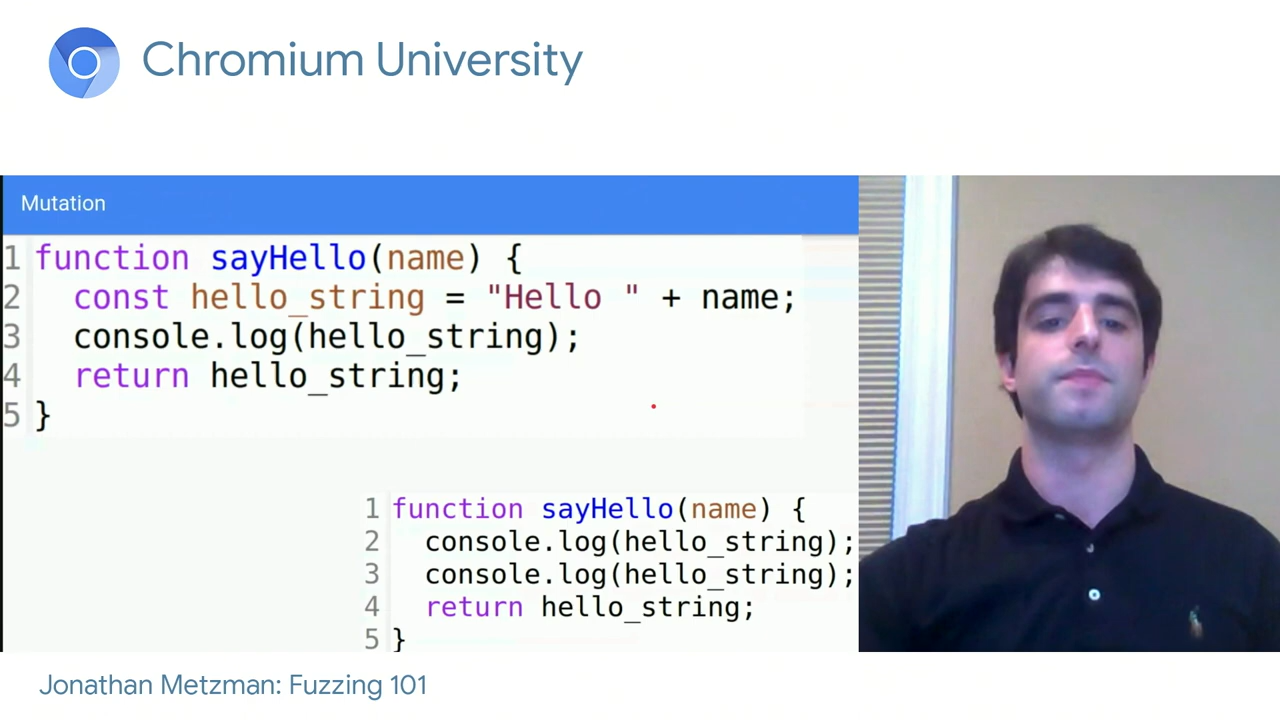 Chromium University
Mutation
1 function sayHello(name) {
2   const hello_string = "Hello " + name;
3   console.log(hello_string);
4   return hello_string;
5 }
1 function sayHello(name) {
2   console.log(hello_string);
3   console.log(hello_string);
4   return hello_string;
5 }
Jonathan Metzman: Fuzzing 101